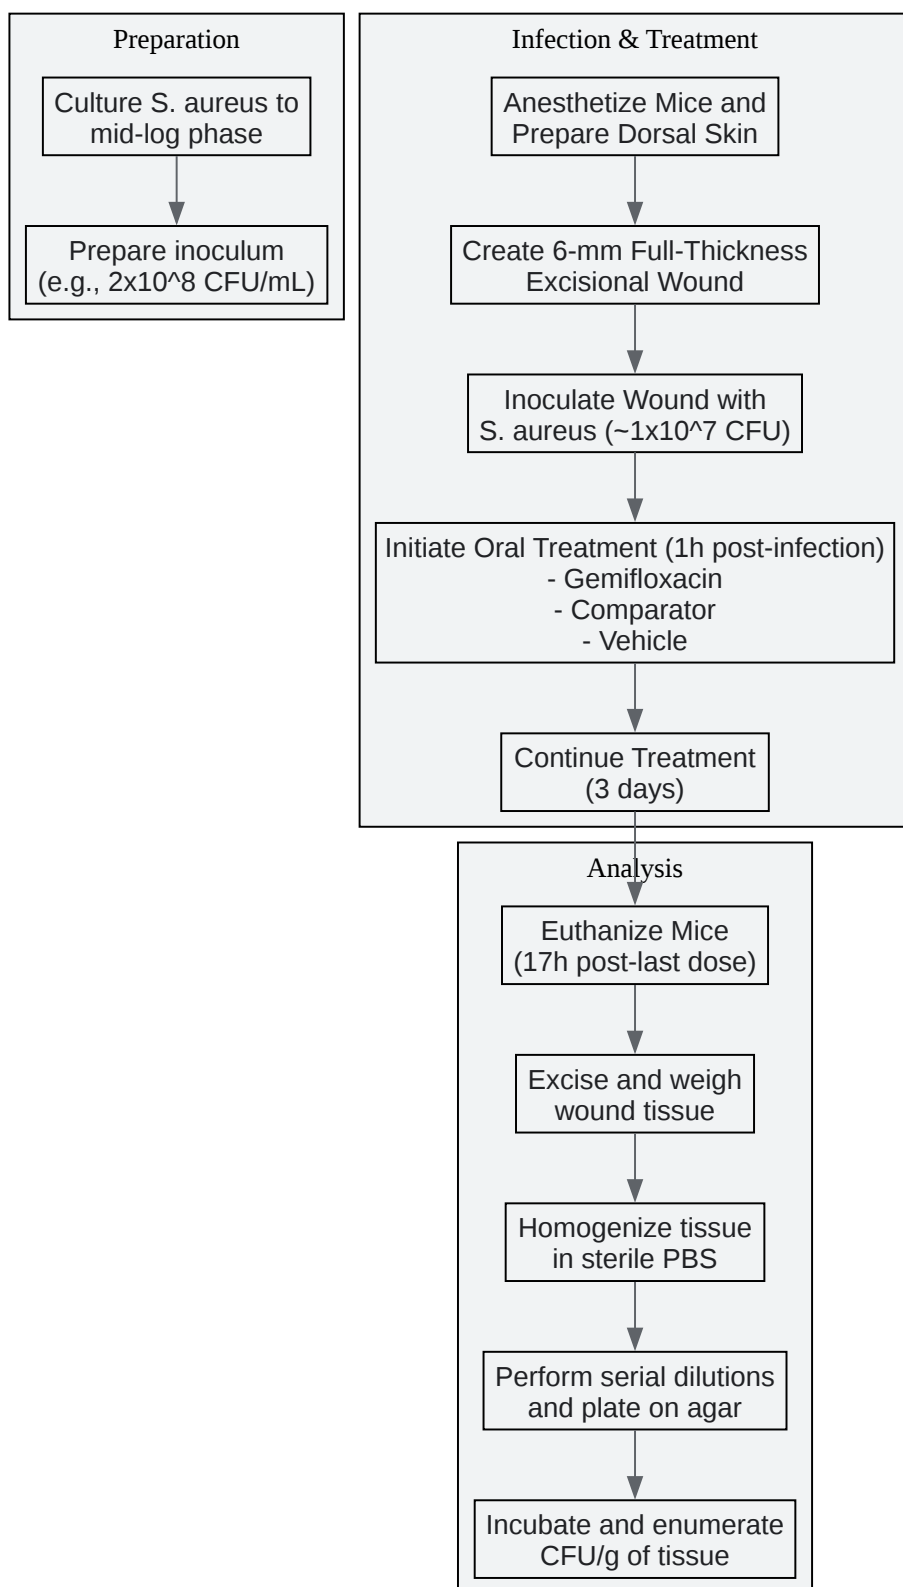 Preparation
Culture S. aureus to
mid-log phase
Prepare inoculum
(e.g., 2x10^8 CFU/mL)
Infection & Treatment
Anesthetize Mice and
Prepare Dorsal Skin
Create 6-mm Full-Thickness
Excisional Wound
Inoculate Wound with
S. aureus (~1x10^7 CFU)
Initiate Oral Treatment (1h post-infection)
- Gemifloxacin
- Comparator
- Vehicle
Continue Treatment
(3 days)
Analysis
Euthanize Mice
(17h post-last dose)
Excise and weigh
wound tissue
Homogenize tissue
in sterile PBS
Perform serial dilutions
and plate on agar
Incubate and enumerate
CFU/g of tissue